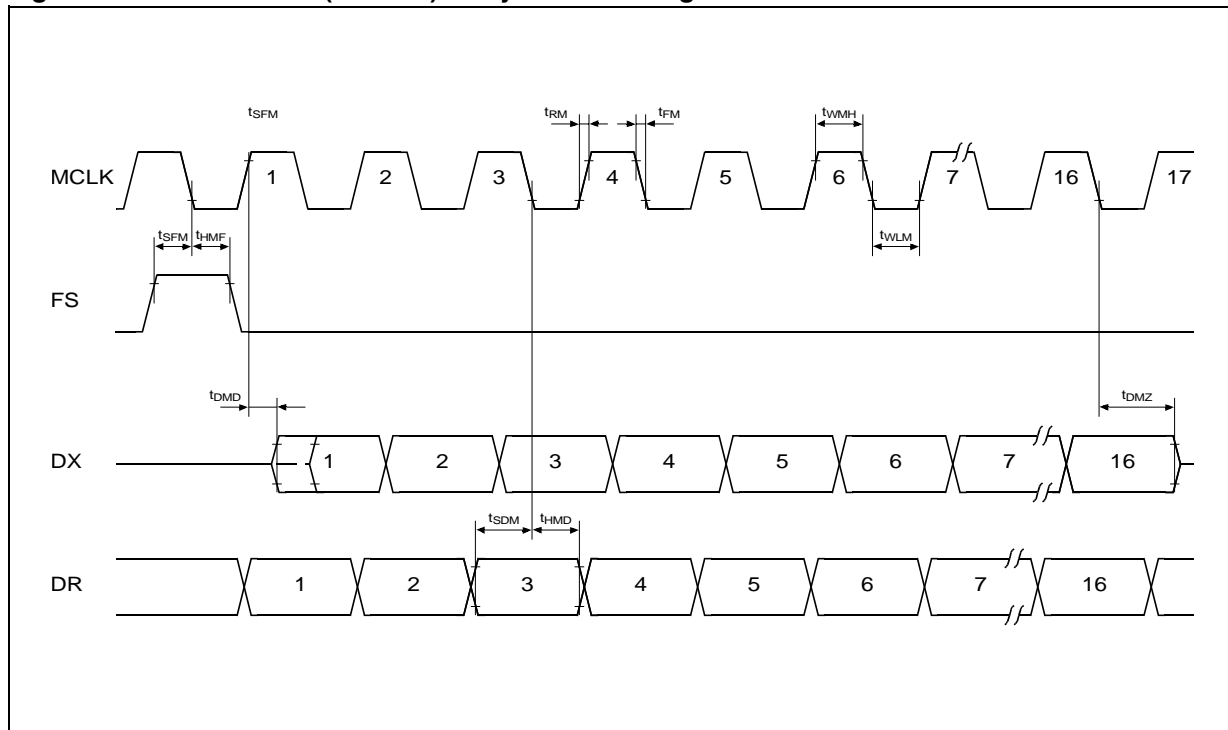 tSFM
tRM
tFM
tWMH
MCLK
1 2 3 4 5 6 7 16 17
tSFM tHMF
tWLM
FS
tDMD
tDMZ
DX
1 2 3 4 5 6 7 16
tSDM tHMD
DR
1 2 3 4 5 6 7 16